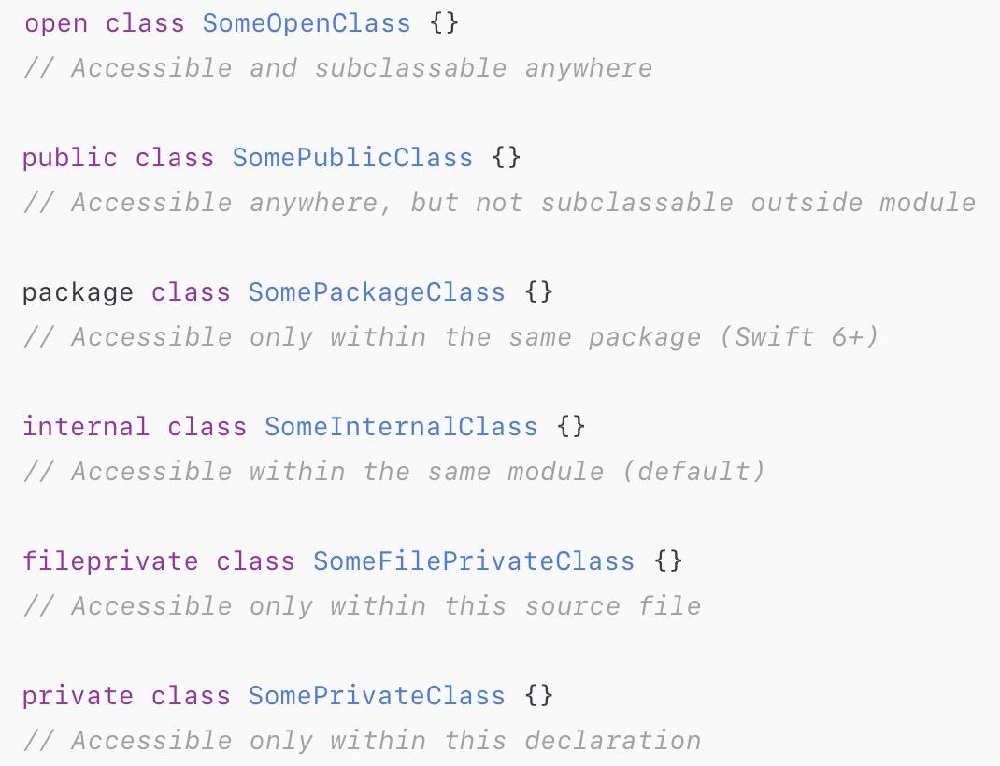 open class SomeOpenClass {}
// Accessible and subclassable anywhere
public class SomePublicClass {}
// Accessible anywhere, but not subclassable outside module
package class SomePackageClass {}
// Accessible only within the same package (Swift 6+)
internal class SomeInternalClass {}
// Accessible within the same module (default)
fileprivate class SomeFilePrivateClass {}
// Accessible only within this source file
private class SomePrivateClass {}
// Accessible only within this declaration